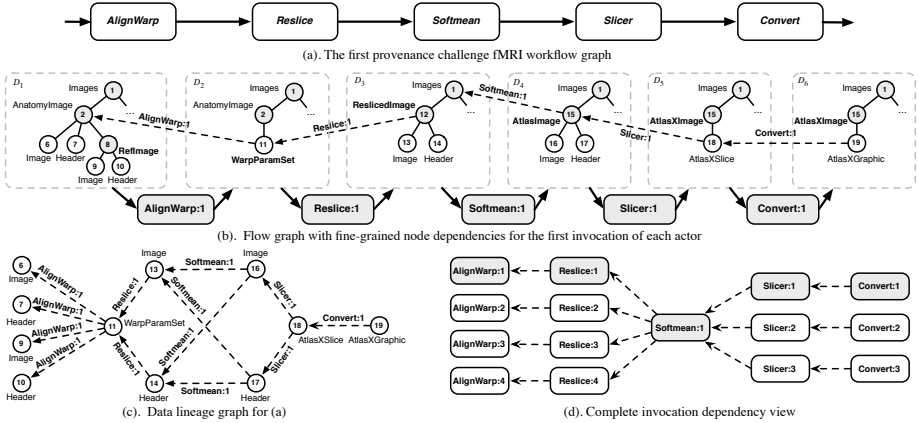 AlignWarp Reslice Softmean Slicer Convert
(a). The first provenance challenge fMRI workflow graph
D1 D2 D3 D4 D5 D6
Images 1 Images 1 Images 1 Images 1 Images 1 Images 1
Softmean:1
AnatomyImage 2 ... AnatomyImage 2 ... ReslicedImage 12 ... AtlasImage 15 ... AtlasXImage 15 ... AtlasXImage 15 ...
AlignWarp:1 Reslice:1 Slicer:1 Convert:1
6 7 8 RefImage 11 13 14 16 17 18 19
Image Header WarpParamSet Image Header Image Header AtlasXSlice AtlasXGraphic
9 10
Image Header
AlignWarp:1 Reslice:1 Softmean:1 Slicer:1 Convert:1
(b). Flow graph with fine-grained node dependencies for the first invocation of each actor
6
Image
AlignWarp:1
7
Header
AlignWarp:1
9
Image
AlignWarp:1
10
Header
AlignWarp:1
11 WarpParamSet
Reslice:1
Reslice:1
Image
13
14
Header
Softmean:1
Softmean:1
Softmean:1
Softmean:1
Image
16
17
Header
Slicer:1
Slicer:1
18
AtlasXSlice
Convert:1
19
AtlasXGraphic
(c). Data lineage graph for (a)
AlignWarp:1 Reslice:1
AlignWarp:2 Reslice:2
AlignWarp:3 Reslice:3
AlignWarp:4 Reslice:4
Softmean:1
Slicer:1 Convert:1
Slicer:2 Convert:2
Slicer:3 Convert:3
(d). Complete invocation dependency view